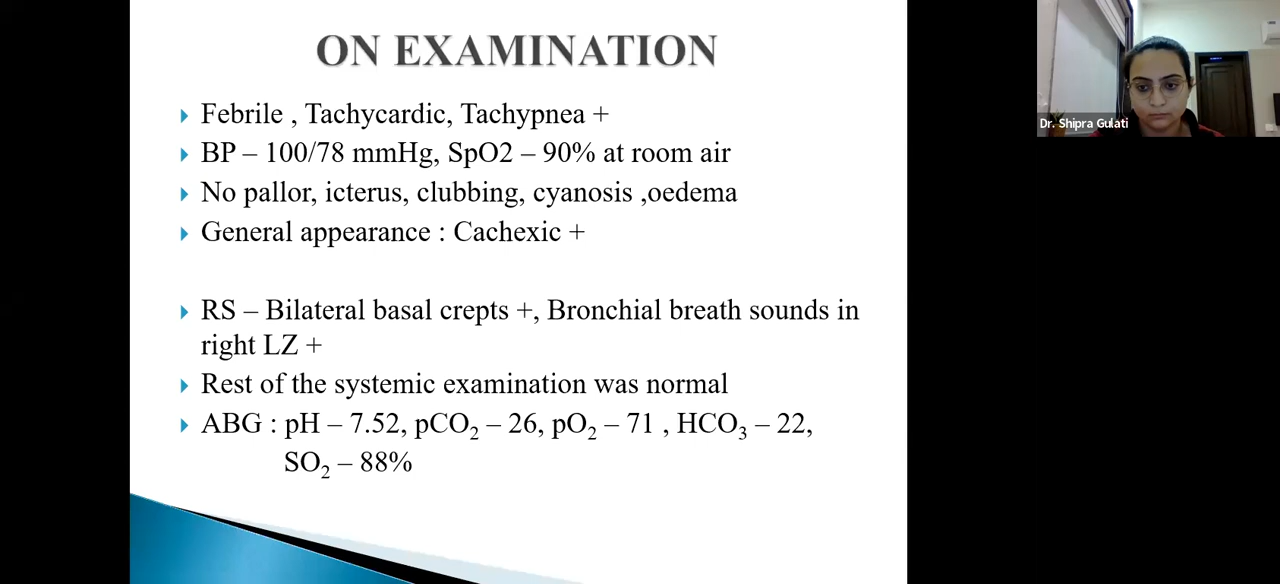 ON EXAMINATION
Febrile , Tachycardic, Tachypnea +
BP – 100/78 mmHg, SpO2 – 90% at room air
No pallor, icterus, clubbing, cyanosis ,oedema
General appearance : Cachexic +
RS – Bilateral basal crepts +, Bronchial breath sounds in
right LZ +
Rest of the systemic examination was normal
ABG : pH – 7.52, pCO₂ – 26, pO₂ – 71 , HCO₃ – 22,
SO₂ – 88%
Dr. Shipra Gulati